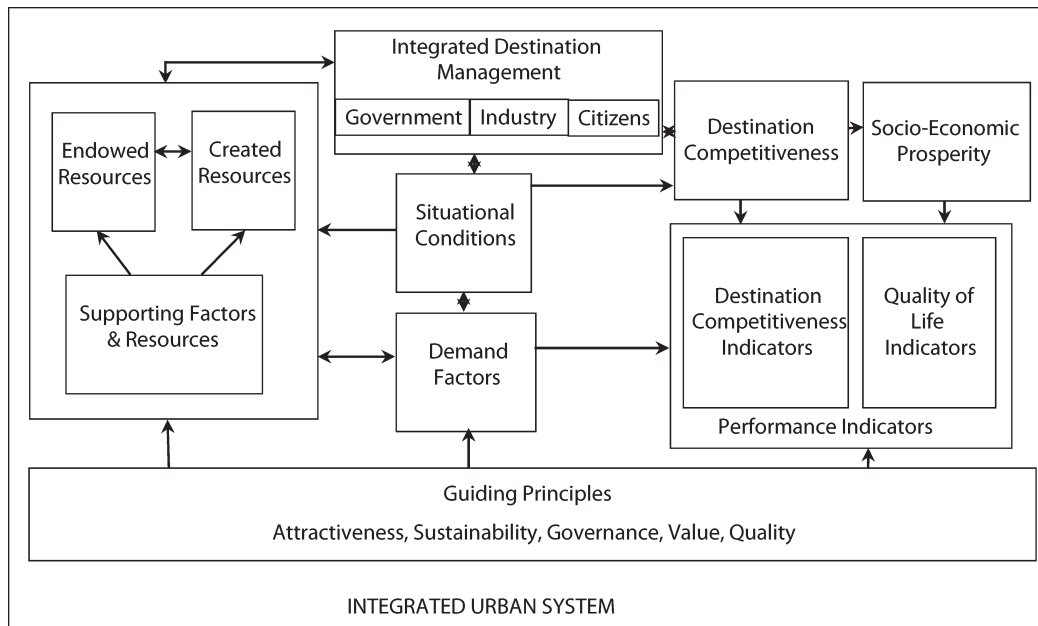 Integrated Destination
Management
Government
Industry
Citizens
Endowed
Resources
Created
Resources
Supporting Factors
& Resources
Situational
Conditions
Demand
Factors
Destination
Competitiveness
Socio-Economic
Prosperity
Destination
Competitiveness
Indicators
Quality of
Life
Indicators
Performance Indicators
Guiding Principles
Attractiveness, Sustainability, Governance, Value, Quality
INTEGRATED URBAN SYSTEM